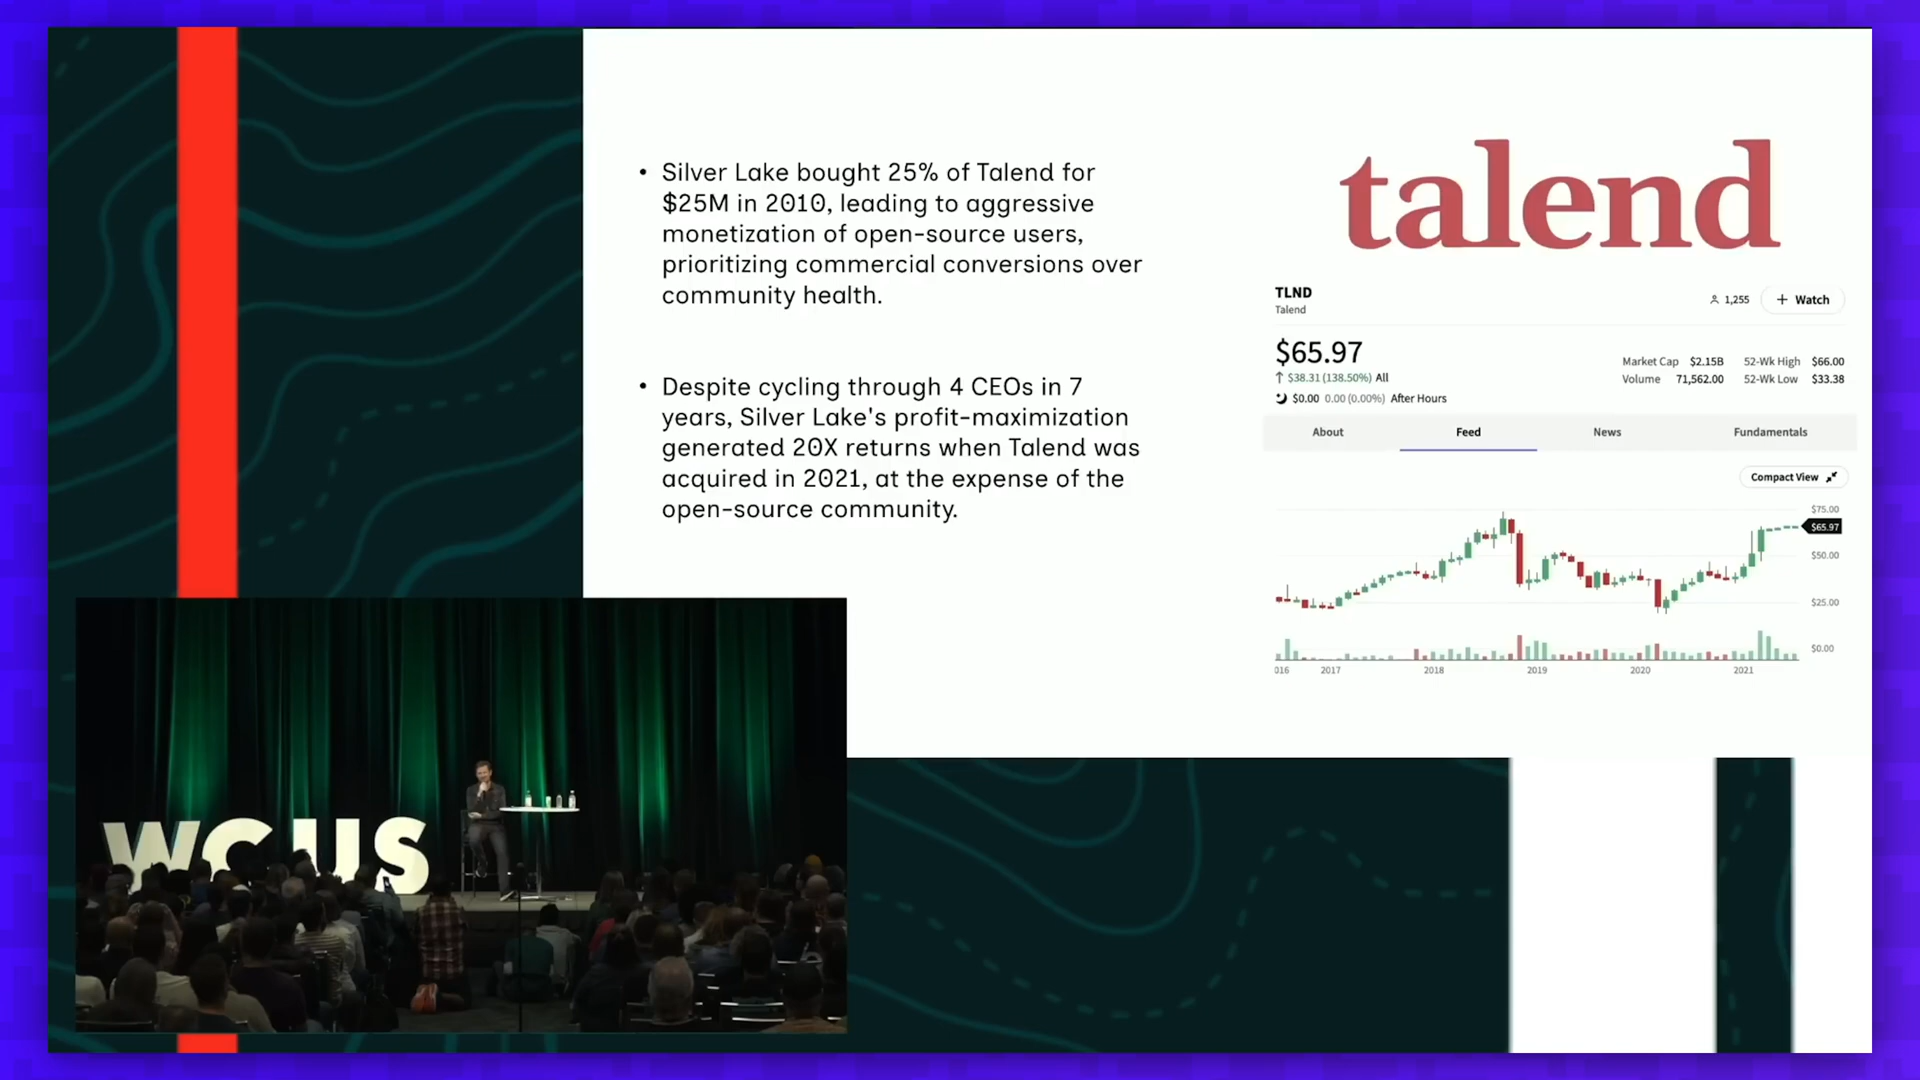 • Silver Lake bought 25% of Talend for
$25M in 2010, leading to aggressive
monetization of open-source users,
prioritizing commercial conversions over
community health.
• Despite cycling through 4 CEOs in 7
years, Silver Lake's profit-maximization
generated 20X returns when Talend was
acquired in 2021, at the expense of the
open-source community.
talend
TLND
Talend
1,255
+ Watch
$65.97
↑ $38.31 (138.50%) All
$0.00 0.00 (0.00%) After Hours
Market Cap $2.15B 52-Wk High $66.00
Volume 71,562.00 52-Wk Low $33.38
About Feed News Fundamentals
Compact View
$75.00
$65.97
$50.00
$25.00
$0.00
016 2017 2018 2019 2020 2021
WCUS